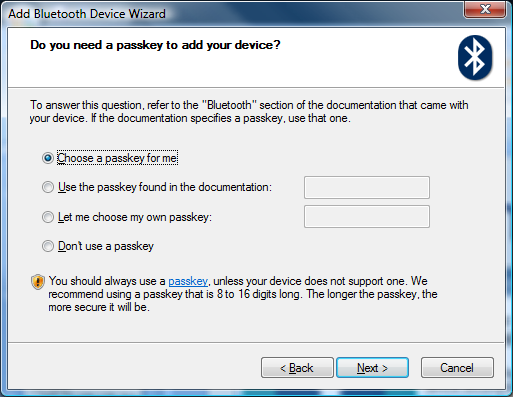 Add Bluetooth Device Wizard
Do you need a passkey to add your device?
To answer this question, refer to the "Bluetooth" section of the documentation that came with
your device. If the documentation specifies a passkey, use that one.
Choose a passkey for me
Use the passkey found in the documentation:
Let me choose my own passkey:
Don't use a passkey
You should always use a passkey, unless your device does not support one. We
recommend using a passkey that is 8 to 16 digits long. The longer the passkey, the
more secure it will be.
< Back Next > Cancel